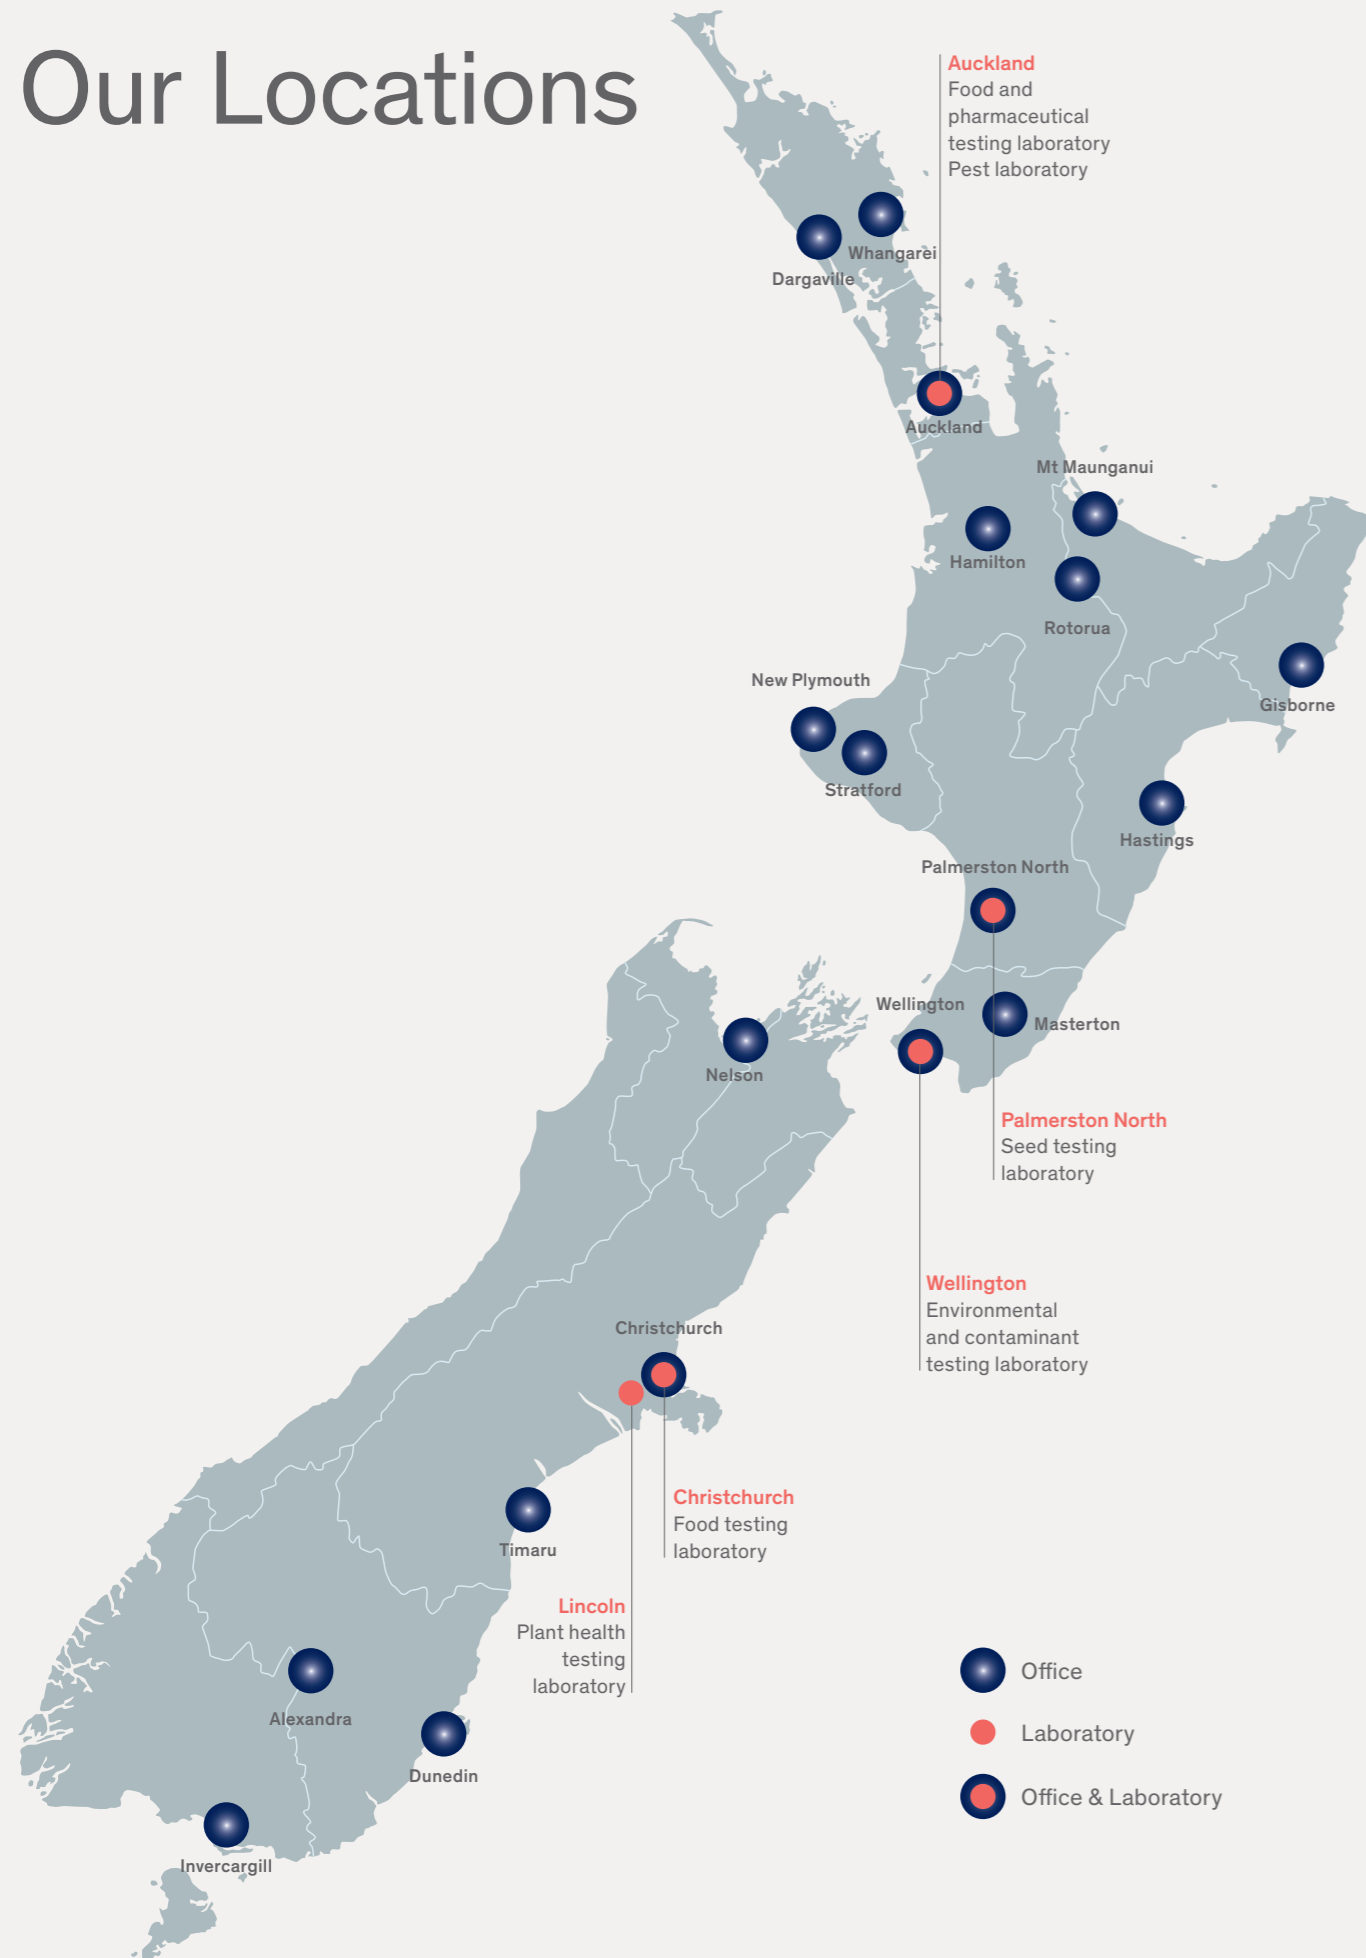 Our Locations
Auckland
Food and
pharmaceutical
testing laboratory
Pest laboratory
Whangarei
Dargaville
Auckland
Mt Maunganui
Hamilton
Rotorua
New Plymouth
Gisborne
Stratford
Hastings
Palmerston North
Wellington
Masterton
Nelson
Palmerston North
Seed testing
laboratory
Wellington
Environmental
and contaminant
testing laboratory
Christchurch
Christchurch
Food testing
laboratory
Timaru
Lincoln
Plant health
testing
laboratory
Alexandra
Dunedin
Invercargill
Office
Laboratory
Office & Laboratory